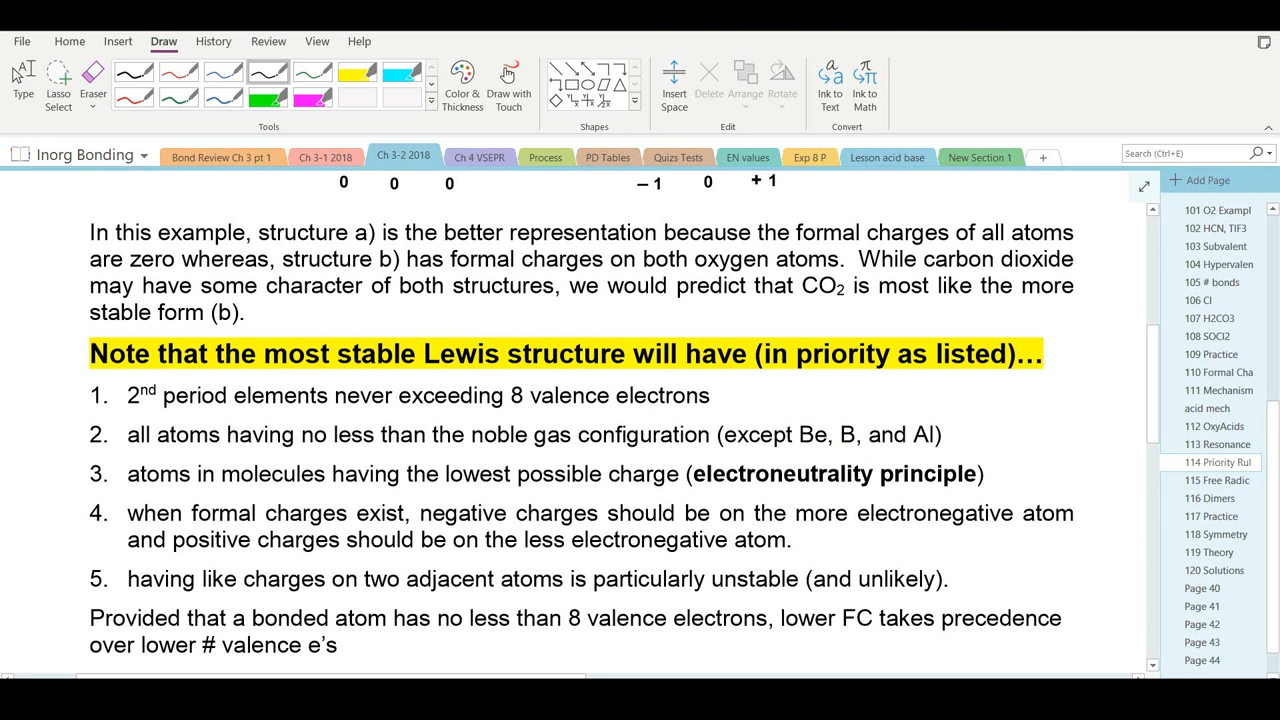 File Home Insert Draw History Review View Help
Type
Lasso Select
Eraser
Color & Thickness
Draw with Touch
Insert Space
Delete
Arrange
Rotate
Ink to Text
Ink to Math
Tools
Shapes
Edit
Convert
Inorg Bonding
Bond Review Ch 3 pt 1
Ch 3-1 2018
Ch 3-2 2018
Ch 4 VSEPR
Process
PD Tables
Quizs Tests
EN values
Exp 8 P
Lesson acid base
New Section 1
Search (Ctrl+E)
0 0 0 – 1 0 + 1
In this example, structure a) is the better representation because the formal charges of all atoms
are zero whereas, structure b) has formal charges on both oxygen atoms. While carbon dioxide
may have some character of both structures, we would predict that CO₂ is most like the more
stable form (b).
Note that the most stable Lewis structure will have (in priority as listed)…
1. 2nd period elements never exceeding 8 valence electrons
2. all atoms having no less than the noble gas configuration (except Be, B, and Al)
3. atoms in molecules having the lowest possible charge (electroneutrality principle)
4. when formal charges exist, negative charges should be on the more electronegative atom
and positive charges should be on the less electronegative atom.
5. having like charges on two adjacent atoms is particularly unstable (and unlikely).
Provided that a bonded atom has no less than 8 valence electrons, lower FC takes precedence
over lower # valence e’s
Add Page
101 O2 Exampl
102 HCN, TIF3
103 Subvalent
104 Hypervalen
105 # bonds
106 Cl
107 H2CO3
108 SOCl2
109 Practice
110 Formal Cha
111 Mechanism
acid mech
112 OxyAcids
113 Resonance
114 Priority Rul
115 Free Radic
116 Dimers
117 Practice
118 Symmetry
119 Theory
120 Solutions
Page 40
Page 41
Page 42
Page 43
Page 44